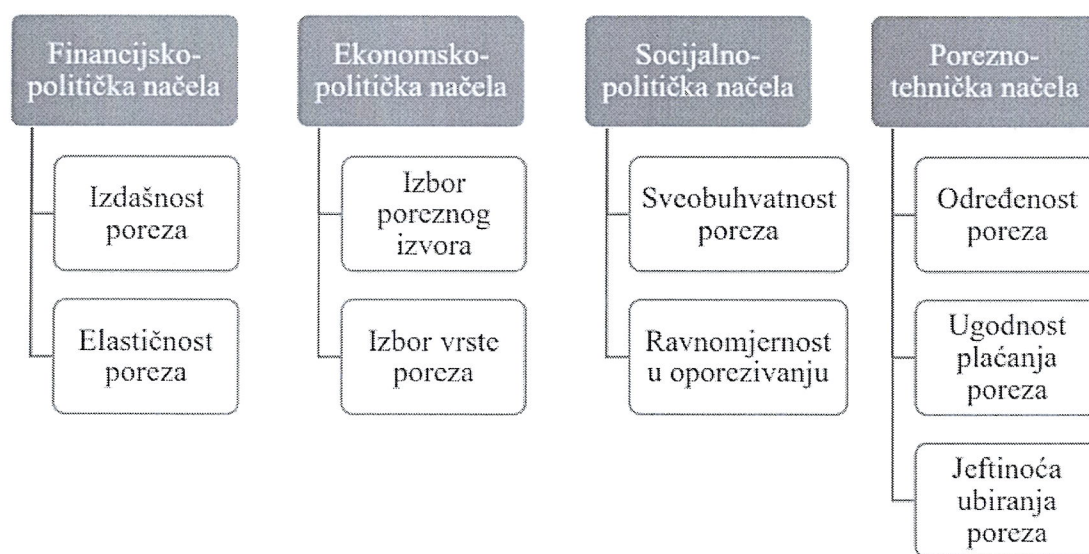 Financijsko-
politička načela
Izdašnost
poreza
Elastičnost
poreza
Ekonomsko-
politička načela
Izbor
poreznog
izvora
Izbor vrste
poreza
Socijalno-
politička načela
Sveobuhvatnost
poreza
Ravnomjernost
u oporezivanju
Porezno-
tehnička načela
Određenost
poreza
Ugodnost
plaćanja
poreza
Jeftinoća
ubiranja
poreza